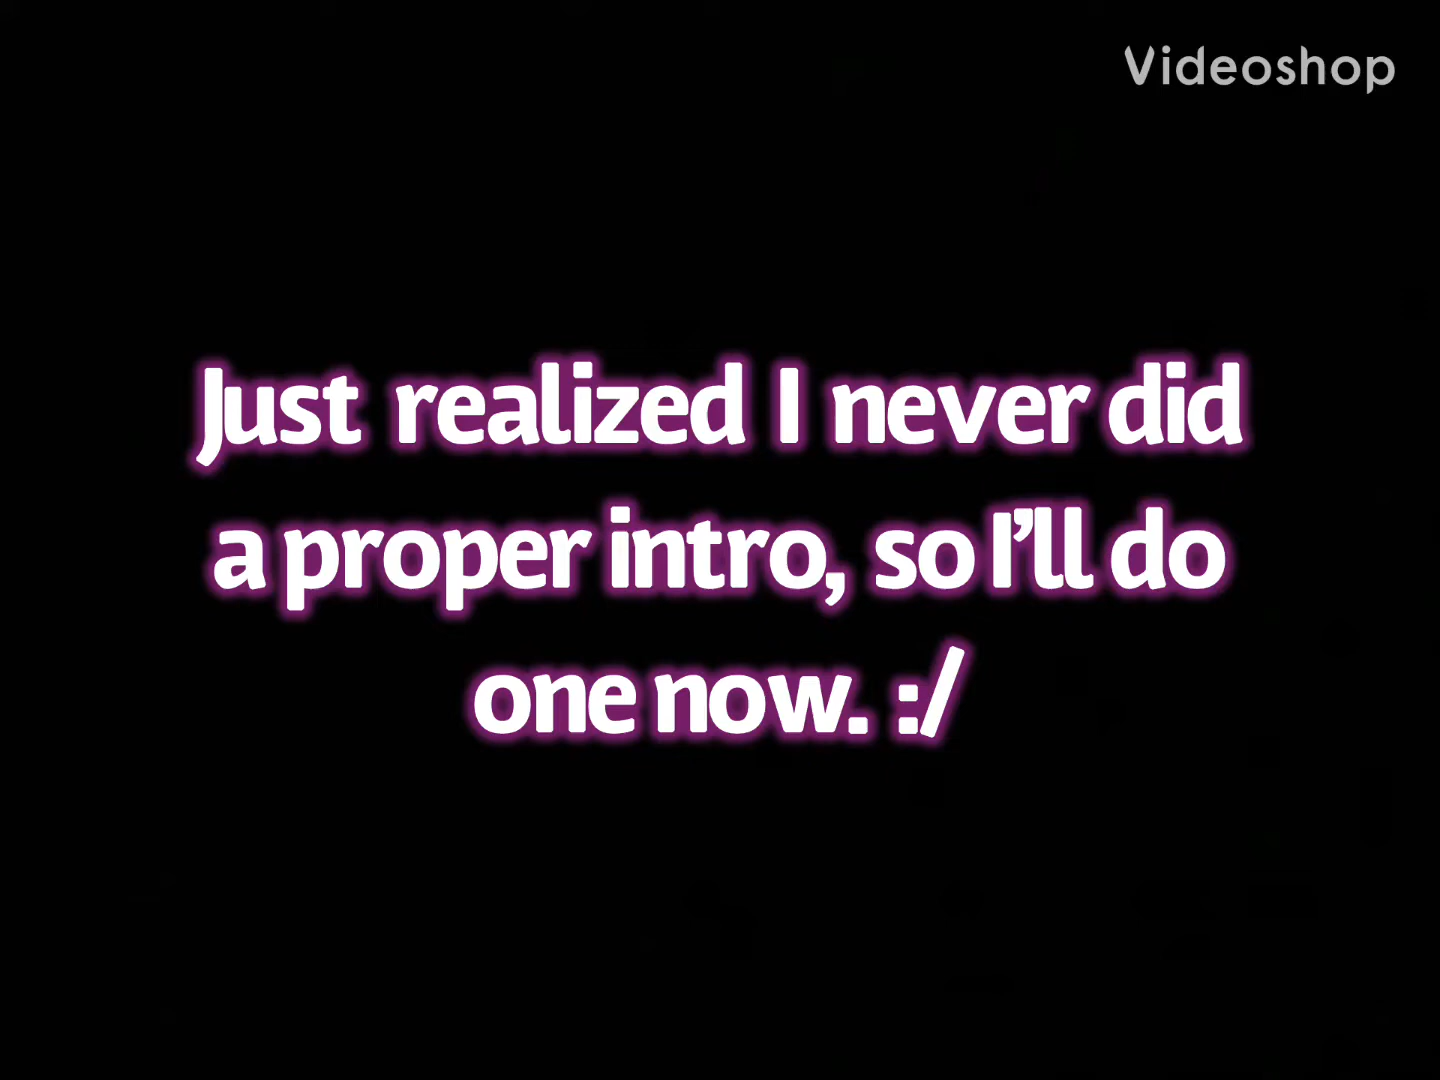 Videoshop
Just realized I never did
a proper intro, so I’ll do
one now. :/